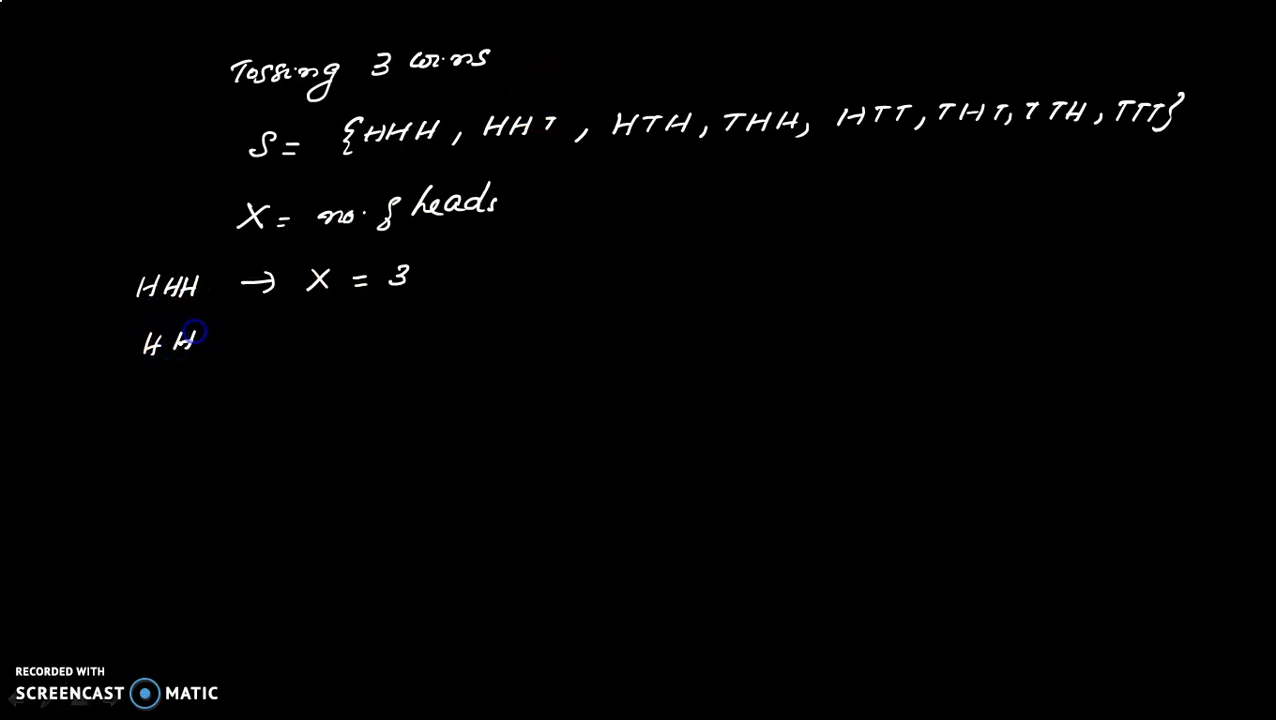 Tossing 3 coins
S = {HHH, HHT, HTH, THH, HTT, THT, TTH, TTT}
X = no. of heads
HHH → X = 3
HH
RECORDED WITH
SCREENCAST MATIC